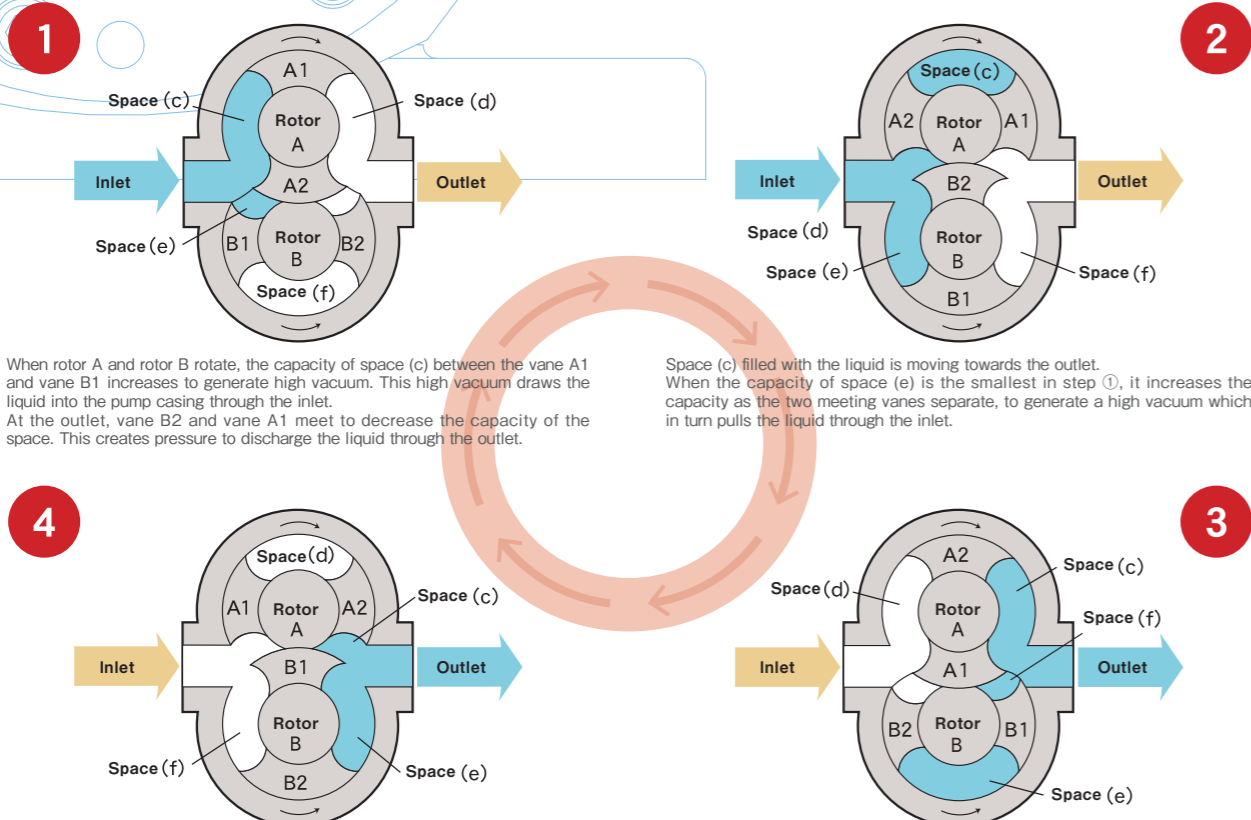 1
A1
Space (c)
Space (d)
Rotor
A
Inlet
A2
Outlet
Space (e)
B1
Rotor
B
B2
Space (f)
When rotor A and rotor B rotate, the capacity of space (c) between the vane A1
and vane B1 increases to generate high vacuum. This high vacuum draws the
liquid into the pump casing through the inlet.
At the outlet, vane B2 and vane A1 meet to decrease the capacity of the
space. This creates pressure to discharge the liquid through the outlet.
2
Space (c)
A2
Rotor
A
A1
Inlet
B2
Outlet
Space (d)
Rotor
B
Space (e)
Space (f)
B1
Space (c) filled with the liquid is moving towards the outlet.
When the capacity of space (e) is the smallest in step ①, it increases the
capacity as the two meeting vanes separate, to generate a high vacuum which
in turn pulls the liquid through the inlet.
4
Space (d)
A1
Rotor
A
A2
Space (c)
Inlet
B1
Outlet
Rotor
B
Space (f)
Space (e)
B2
3
A2
Space (c)
Space (d)
Rotor
A
Space (f)
Inlet
A1
Outlet
B2
Rotor
B
B1
Space (e)